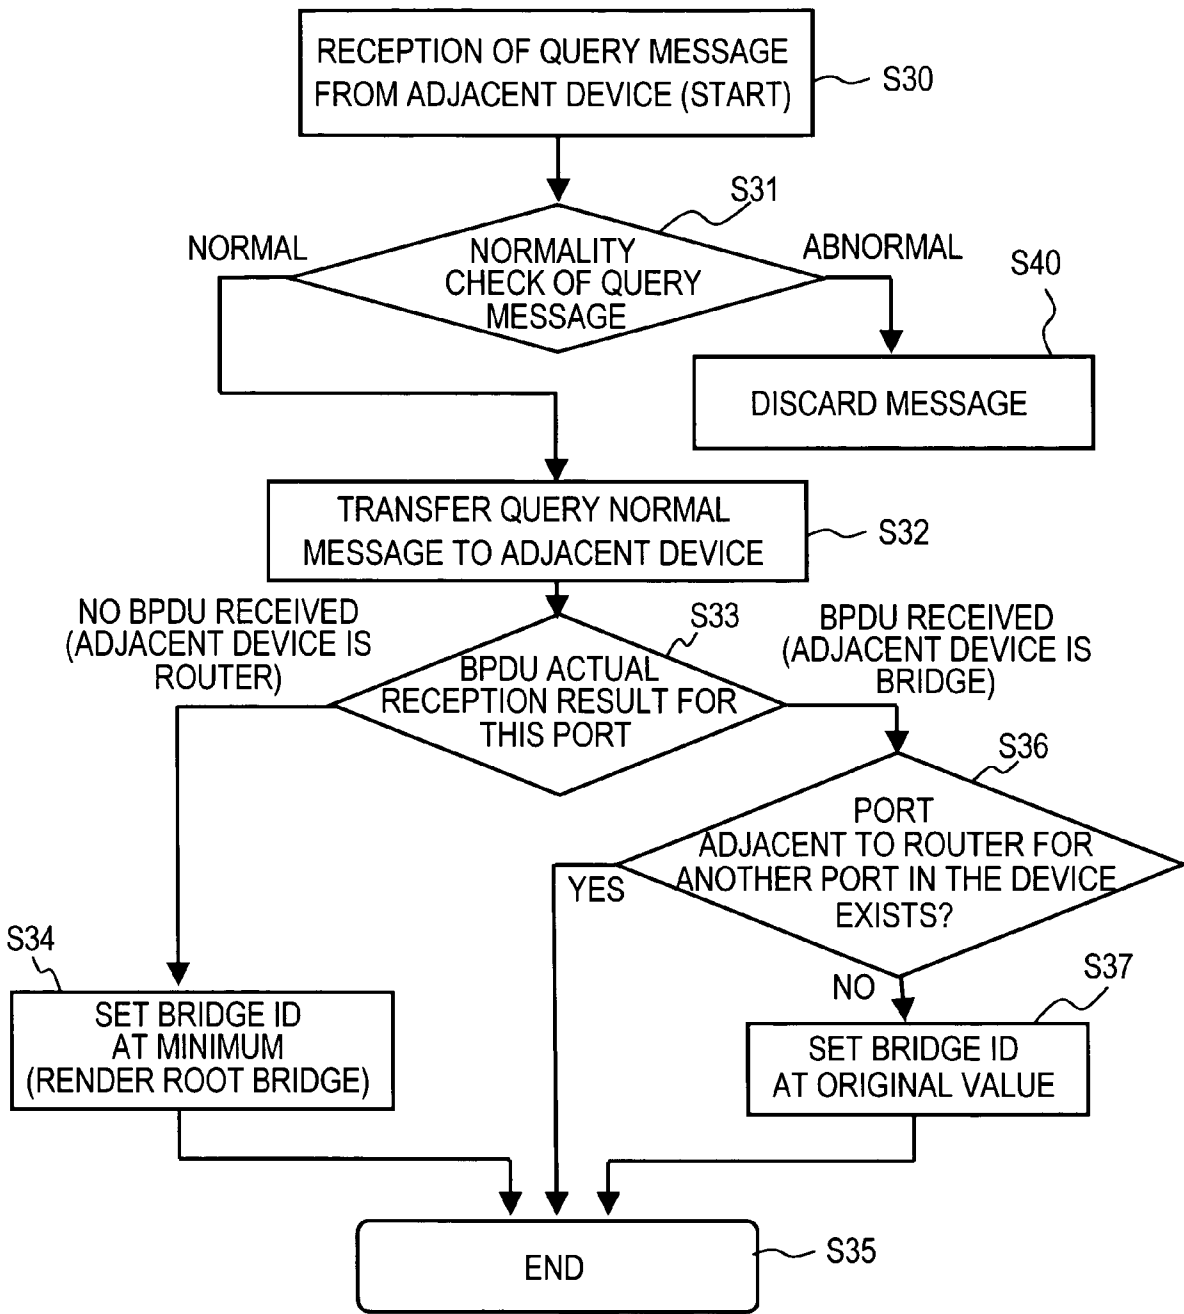 RECEPTION OF QUERY MESSAGE
FROM ADJACENT DEVICE (START)
S30
S31
NORMAL
NORMALITY
CHECK OF QUERY
MESSAGE
ABNORMAL
S40
DISCARD MESSAGE
TRANSFER QUERY NORMAL
MESSAGE TO ADJACENT DEVICE
S32
NO BPDU RECEIVED
(ADJACENT DEVICE IS
ROUTER)
S33
BPDU ACTUAL
RECEPTION RESULT FOR
THIS PORT
BPDU RECEIVED
(ADJACENT DEVICE IS
BRIDGE)
S36
PORT
ADJACENT TO ROUTER FOR
ANOTHER PORT IN THE DEVICE
EXISTS?
YES
NO
S34
SET BRIDGE ID
AT MINIMUM
(RENDER ROOT BRIDGE)
S37
SET BRIDGE ID
AT ORIGINAL VALUE
END
S35